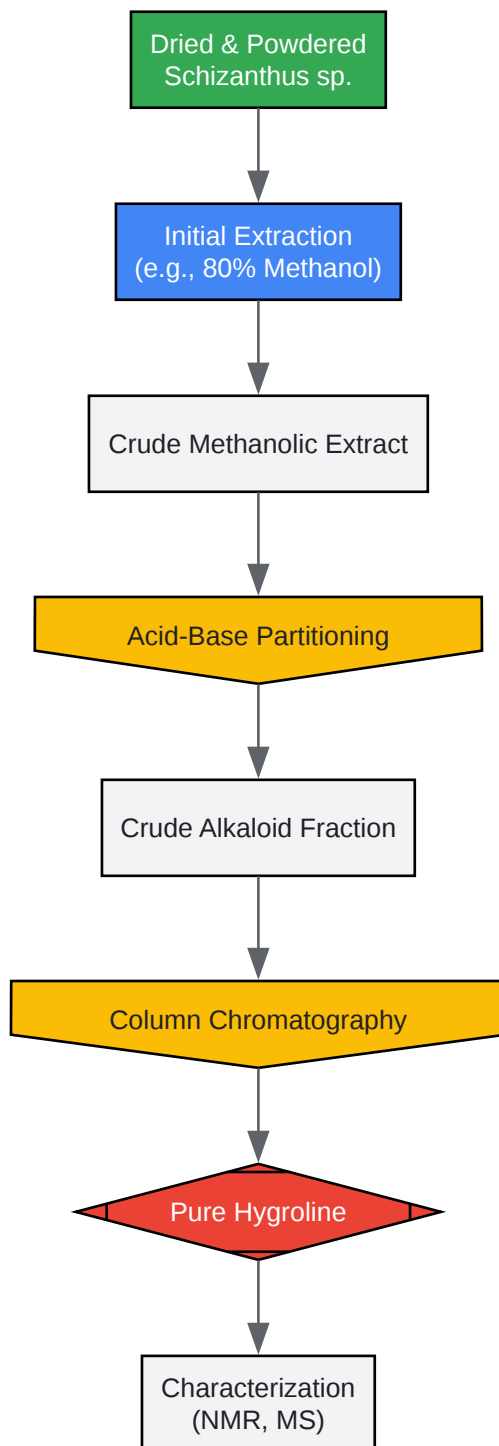 Dried & Powdered
Schizanthus sp.
Initial Extraction
(e.g., 80% Methanol)
Crude Methanolic Extract
Acid-Base Partitioning
Crude Alkaloid Fraction
Column Chromatography
Pure Hygroline
Characterization
(NMR, MS)